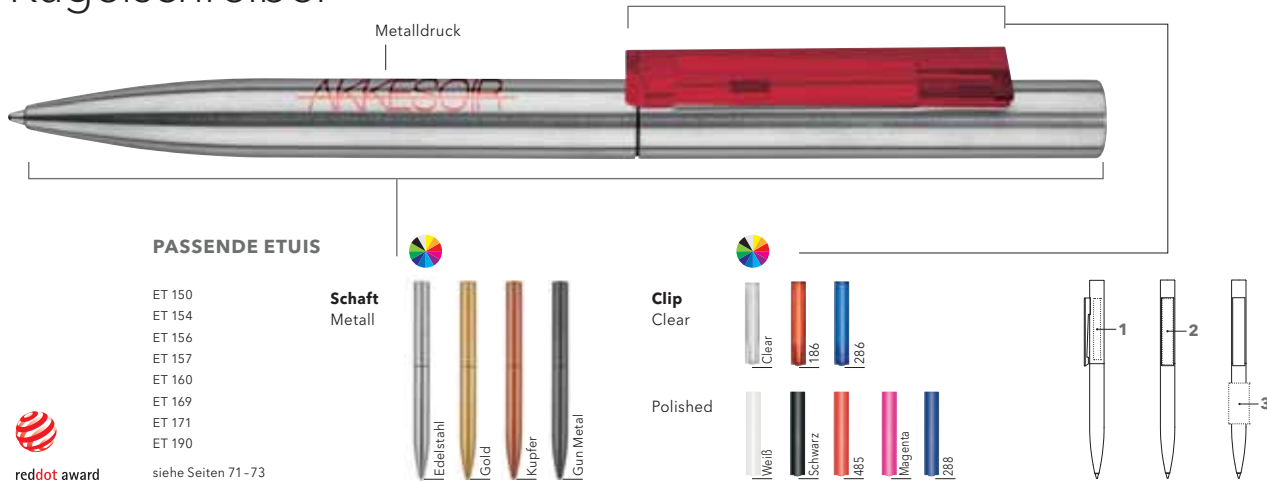 Kugelschreiber
Metalldruck
AKKESOIR
PASSENDE ETUIS
ET 150
ET 154
ET 156
ET 157
ET 160
ET 169
ET 171
ET 190
siehe Seiten 71 – 73
reddot award
Schaft
Metall
Edelstahl
Gold
Kupfer
Gun Metal
Clip
Clear
Clear
186
286
Polished
Weiß
Schwarz
485
Magenta
288
1
2
3